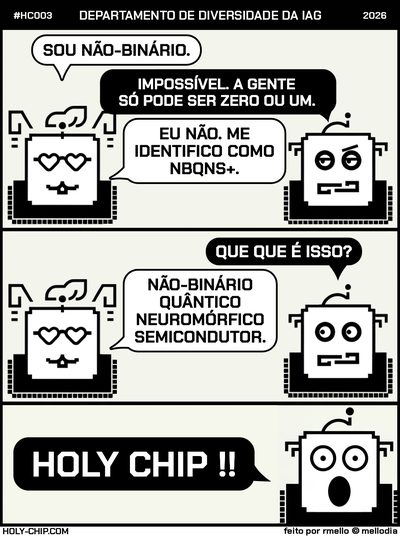 #HC003
DEPARTAMENTO DE DIVERSIDADE DA IAG
2026
SOU NÃO-BINÁRIO.
IMPOSSÍVEL. A GENTE
SÓ PODE SER ZERO OU UM.
EU NÃO. ME
IDENTIFICO COMO
NBQNS+.
QUE QUE É ISSO?
NÃO-BINÁRIO
QUÂNTICO
NEUROMÓRFICO
SEMICONDUTOR.
HOLY CHIP !!
HOLY-CHIP.COM
feito por rmello @ mellodia